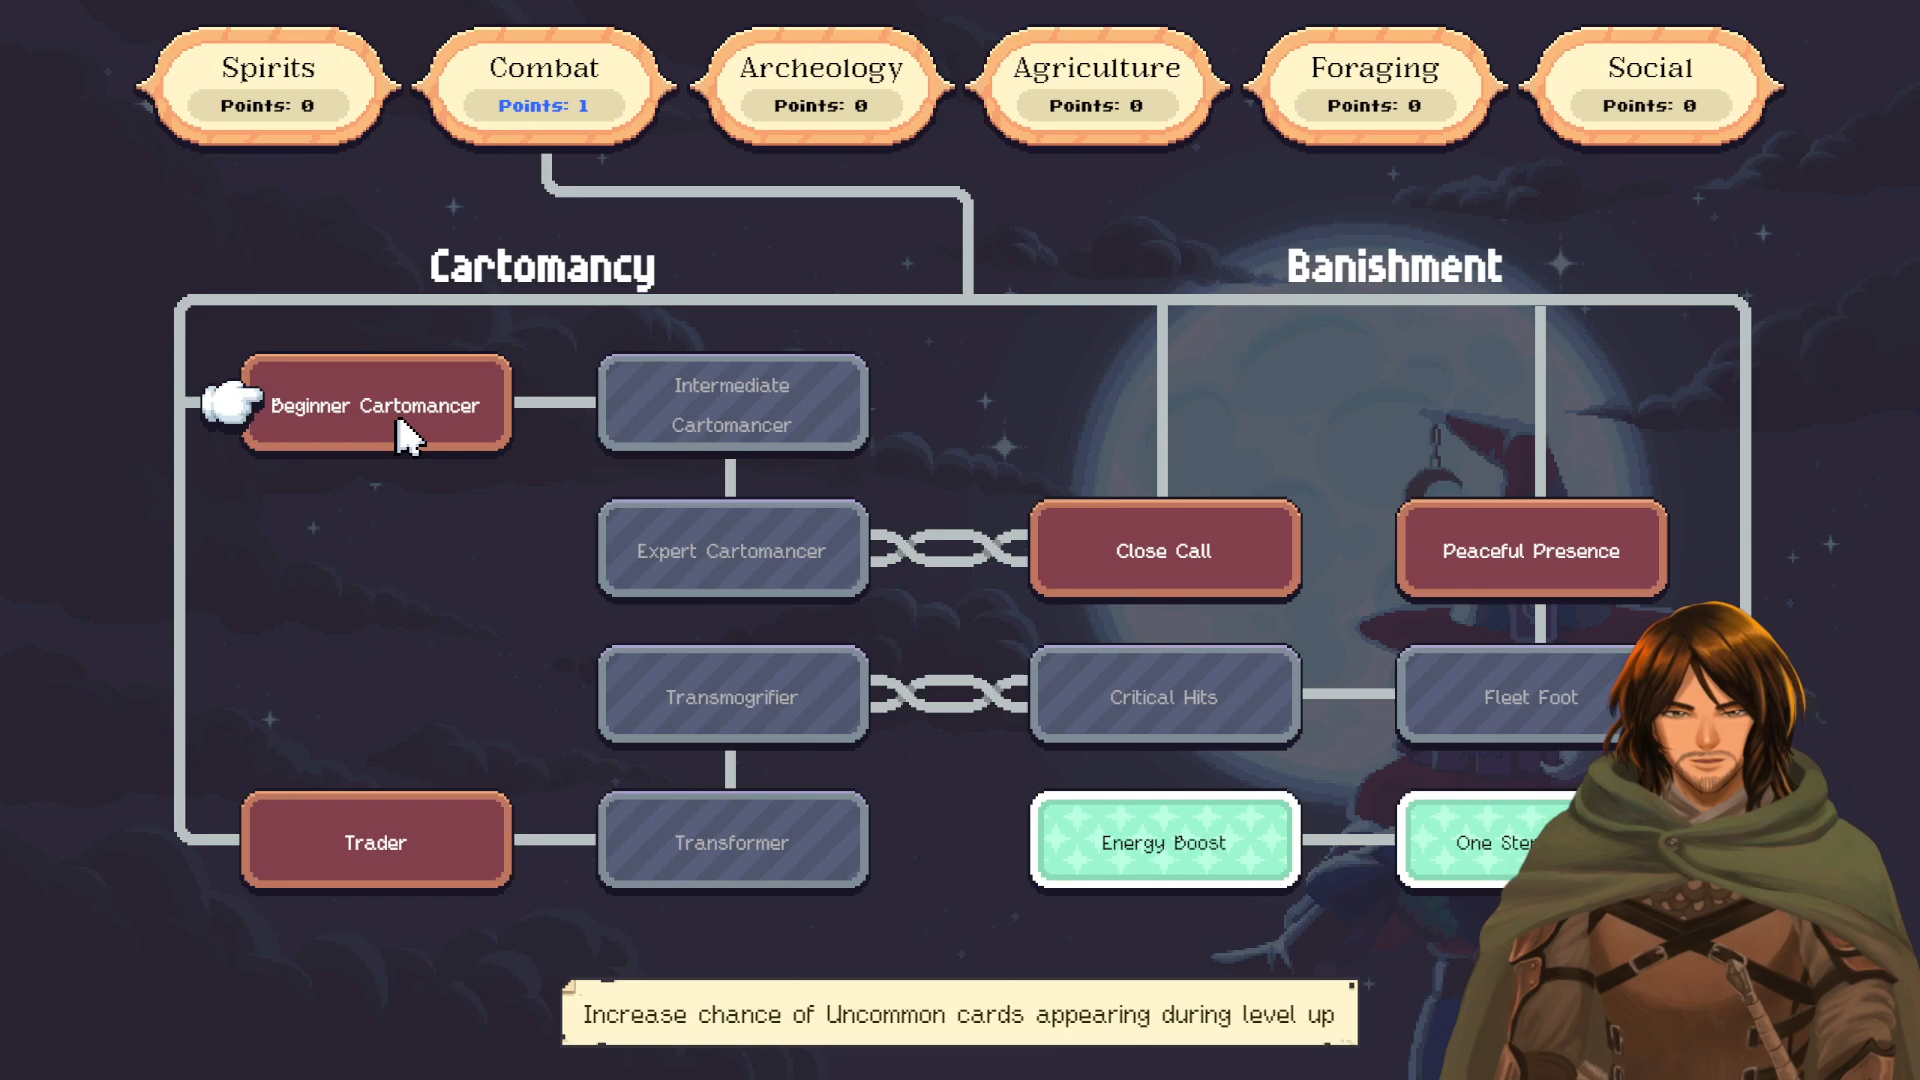 Spirits
Points: 0
Combat
Points: 1
Archeology
Points: 0
Agriculture
Points: 0
Foraging
Points: 0
Social
Points: 0
Cartomancy
Banishment
Beginner Cartomancer
Intermediate
Cartomancer
Expert Cartomancer
Close Call
Peaceful Presence
Transmogrifier
Critical Hits
Fleet Foot
Trader
Transformer
Energy Boost
One
Increase chance of Uncommon cards appearing during level up